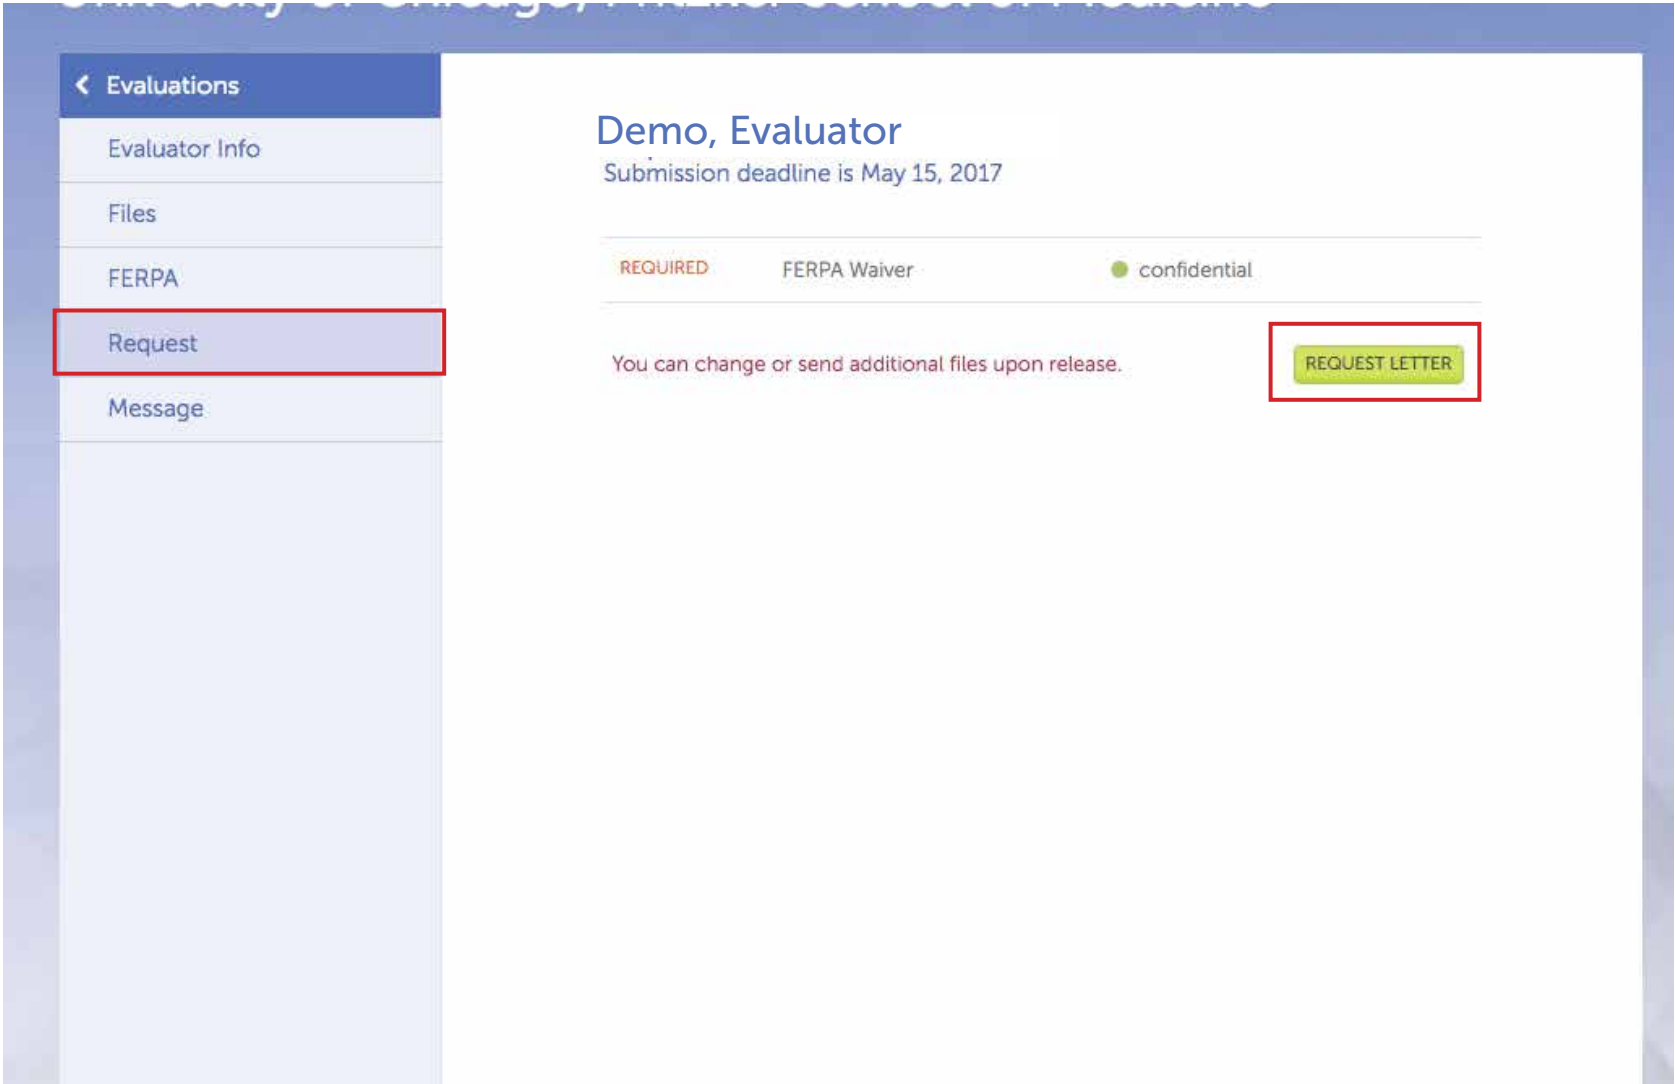 Evaluations
Evaluator Info
Files
FERPA
Request
Message
Demo, Evaluator
Submission deadline is May 15, 2017
REQUIRED FERPA Waiver confidential
You can change or send additional files upon release. REQUEST LETTER